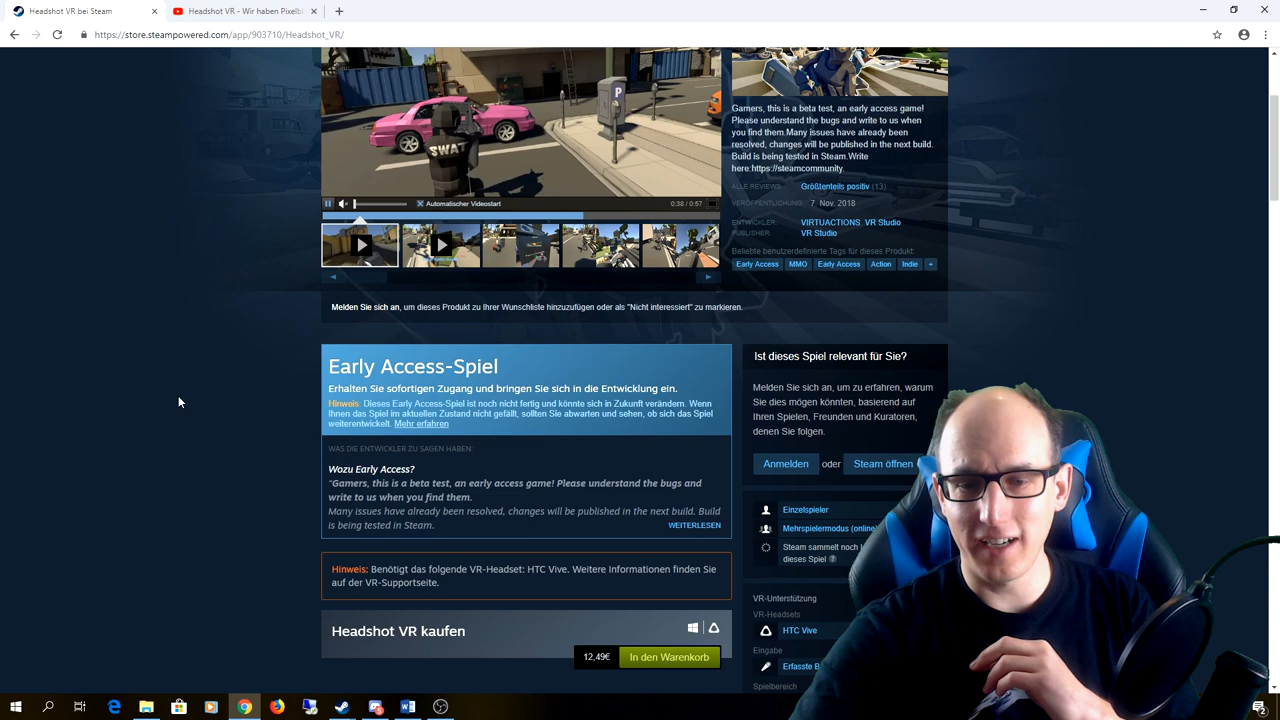 Headshot VR bei Steam
Headshot VR - Wir haben Pixelbl
https://store.steampowered.com/app/903710/Headshot_VR/
P
SWAT
Automatischer Videostart
0:38 / 0:57
Gamers, this is a beta test, an early access game!
Please understand the bugs and write to us when
you find them.Many issues have already been
resolved, changes will be published in the next build.
Build is being tested in Steam.Write
here:https://steamcommunity.
ALLE REVIEWS: Größtenteils positiv (13)
VERÖFFENTLICHUNG: 7. Nov. 2018
ENTWICKLER: VIRTUACTIONS, VR Studio
PUBLISHER: VR Studio
Beliebte benutzerdefinierte Tags für dieses Produkt:
Early Access MMO Early Access Action Indie +
Melden Sie sich an, um dieses Produkt zu Ihrer Wunschliste hinzuzufügen oder als "Nicht interessiert" zu markieren.
Early Access-Spiel
Erhalten Sie sofortigen Zugang und bringen Sie sich in die Entwicklung ein.
Hinweis: Dieses Early Access-Spiel ist noch nicht fertig und könnte sich in Zukunft verändern. Wenn
Ihnen das Spiel im aktuellen Zustand nicht gefällt, sollten Sie abwarten und sehen, ob sich das Spiel
weiterentwickelt. Mehr erfahren
WAS DIE ENTWICKLER ZU SAGEN HABEN:
Wozu Early Access?
"Gamers, this is a beta test, an early access game! Please understand the bugs and
write to us when you find them.
Many issues have already been resolved, changes will be published in the next build. Build
is being tested in Steam.
WEITERLESEN
Hinweis: Benötigt das folgende VR-Headset: HTC Vive. Weitere Informationen finden Sie
auf der VR-Supportseite.
Headshot VR kaufen
12,49€ In den Warenkorb
Ist dieses Spiel relevant für Sie?
Melden Sie sich an, um zu erfahren, warum
Sie dies mögen könnten, basierend auf
Ihren Spielen, Freunden und Kuratoren,
denen Sie folgen.
Anmelden oder Steam öffnen
Einzelspieler
Mehrspielermodus (online)
Steam sammelt noch
dieses Spiel ?
VR-Unterstützung
VR-Headsets
HTC Vive
Eingabe
Erfasste B
Spielbereich
2